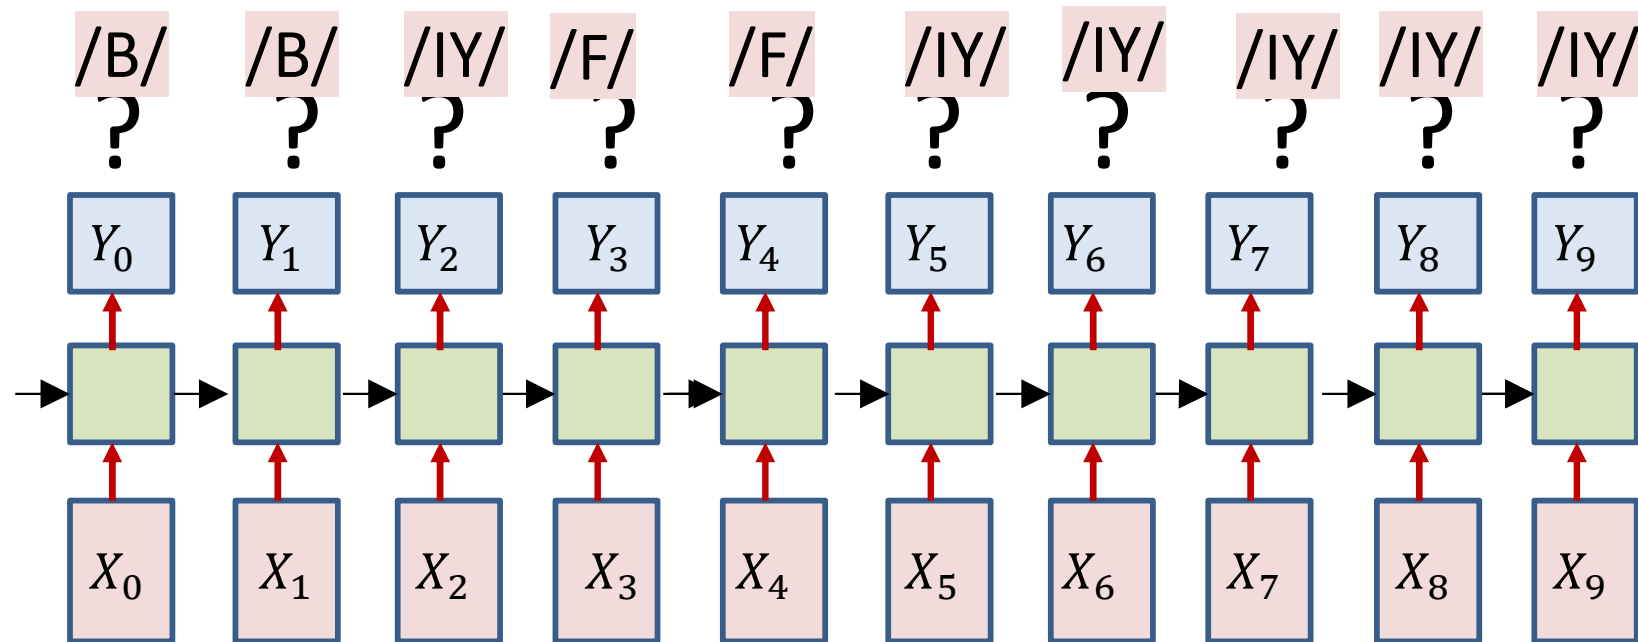 /B/ /B/ /IY/ /F/ /F/ /IY/ /IY/ /IY/ /IY/ /IY/
? ? ? ? ? ? ? ? ? ?
Y₀ Y₁ Y₂ Y₃ Y₄ Y₅ Y₆ Y₇ Y₈ Y₉
X₀ X₁ X₂ X₃ X₄ X₅ X₆ X₇ X₈ X₉